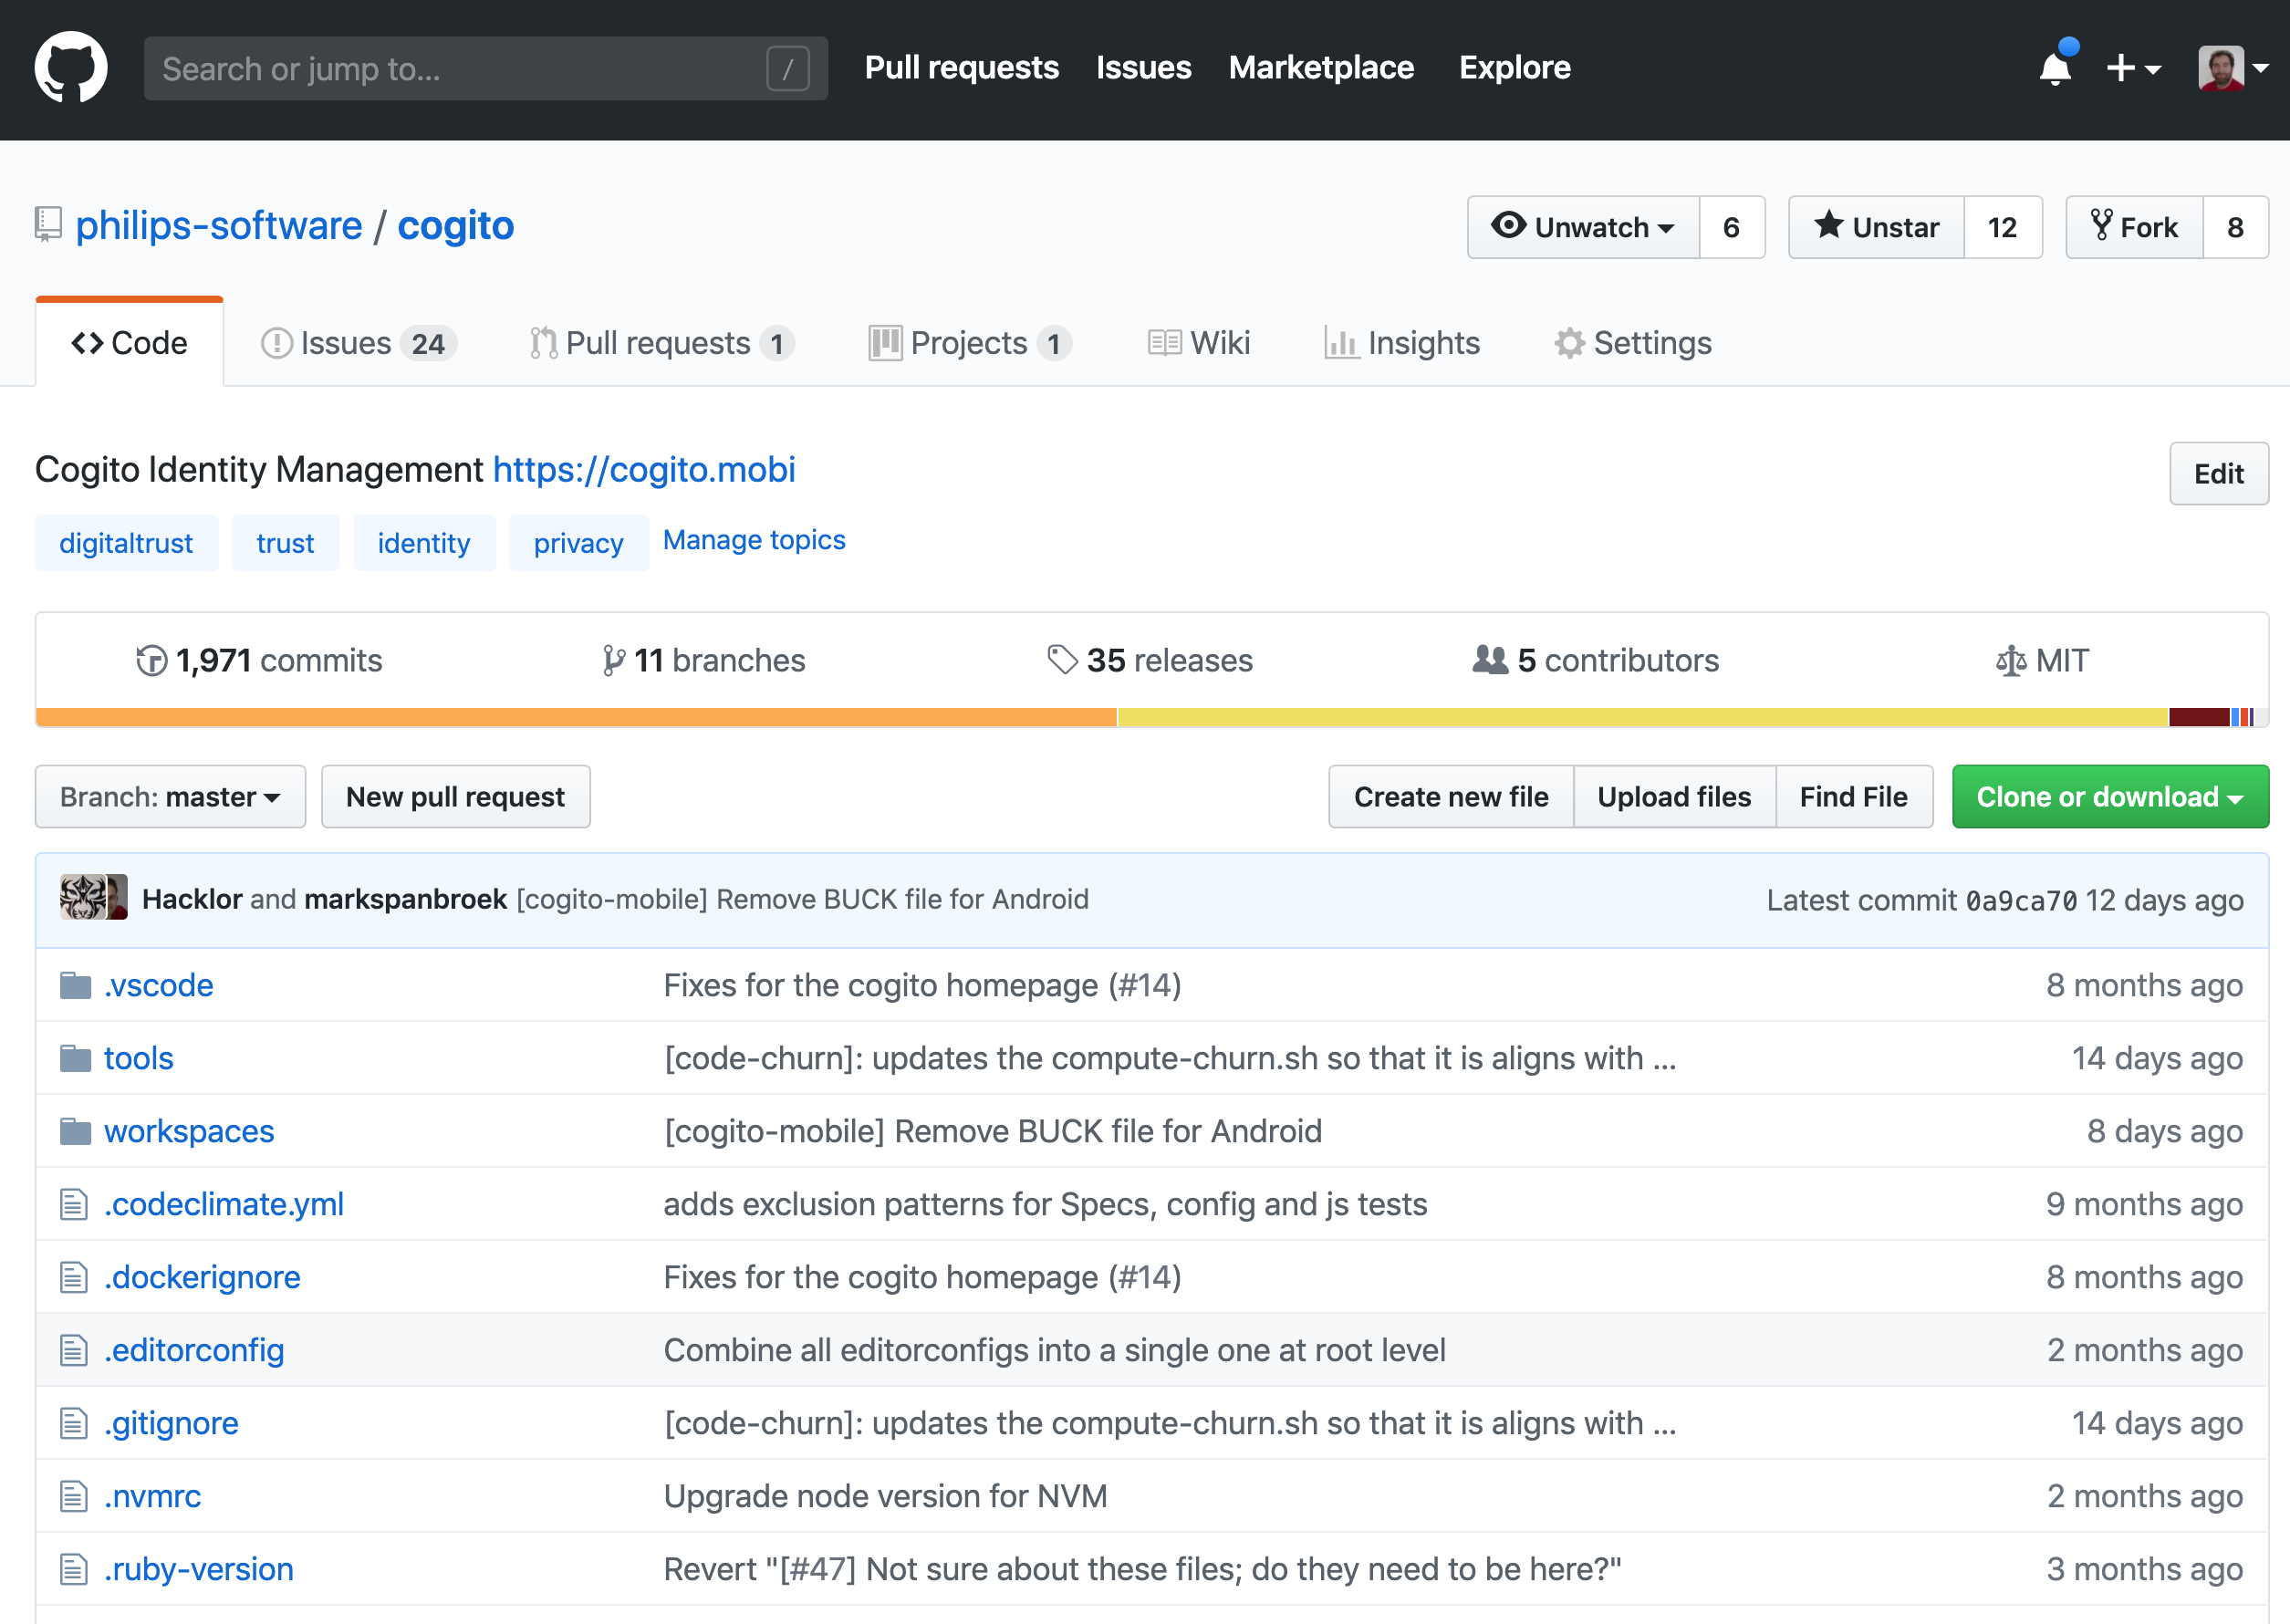 Search or jump to... / Pull requests Issues Marketplace Explore
philips-software / cogito Unwatch 6 Unstar 12 Fork 8
Code Issues 24 Pull requests 1 Projects 1 Wiki Insights Settings
Cogito Identity Management https://cogito.mobi Edit
digitaltrust trust identity privacy Manage topics
1,971 commits 11 branches 35 releases 5 contributors MIT
Branch: master New pull request Create new file Upload files Find File Clone or download
Hacklor and markspanbroek [cogito-mobile] Remove BUCK file for Android Latest commit 0a9ca70 12 days ago
.vscode Fixes for the cogito homepage (#14) 8 months ago
tools [code-churn]: updates the compute-churn.sh so that it is aligns with ... 14 days ago
workspaces [cogito-mobile] Remove BUCK file for Android 8 days ago
.codeclimate.yml adds exclusion patterns for Specs, config and js tests 9 months ago
.dockerignore Fixes for the cogito homepage (#14) 8 months ago
.editorconfig Combine all editorconfigs into a single one at root level 2 months ago
.gitignore [code-churn]: updates the compute-churn.sh so that it is aligns with ... 14 days ago
.nvmrc Upgrade node version for NVM 2 months ago
.ruby-version Revert "[#47] Not sure about these files; do they need to be here?" 3 months ago